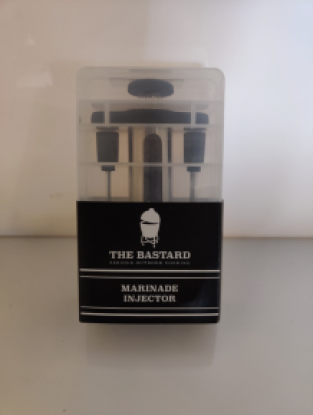 THE BASTARD
MARINADE
INJECTOR